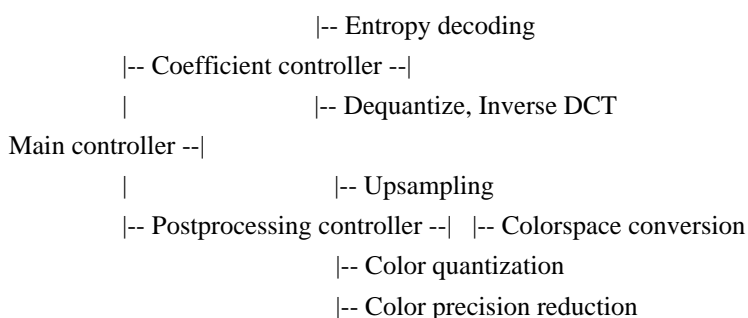 |-- Entropy decoding
|-- Coefficient controller --|
| |-- Dequantize, Inverse DCT
Main controller --|
| |-- Upsampling
|-- Postprocessing controller --| |-- Colorspace conversion
|-- Color quantization
|-- Color precision reduction